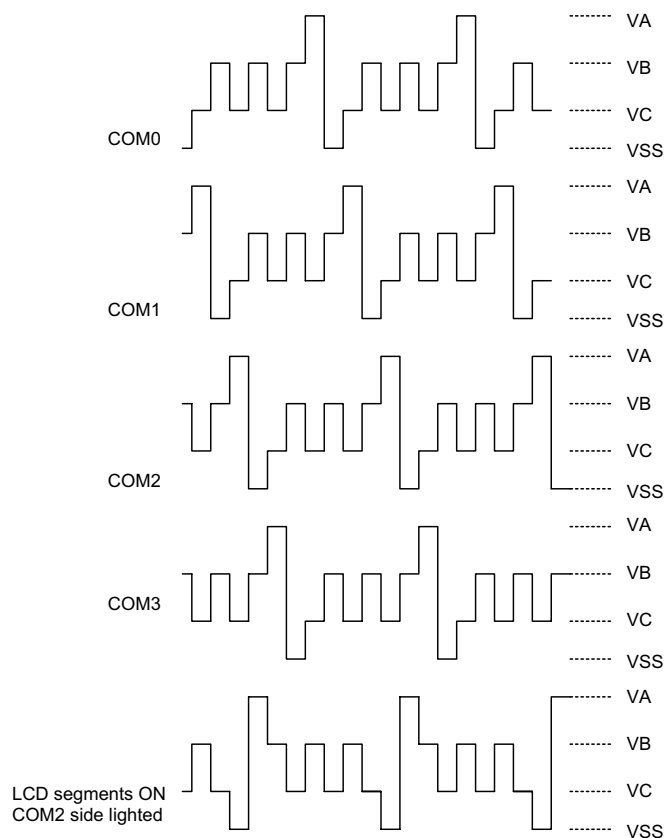 VA
VB
VC
COM0
VSS
VA
VB
VC
COM1
VSS
VA
VB
VC
COM2
VSS
VA
VB
COM3
VC
VSS
VA
VB
VC
LCD segments ON
COM2 side lighted
VSS